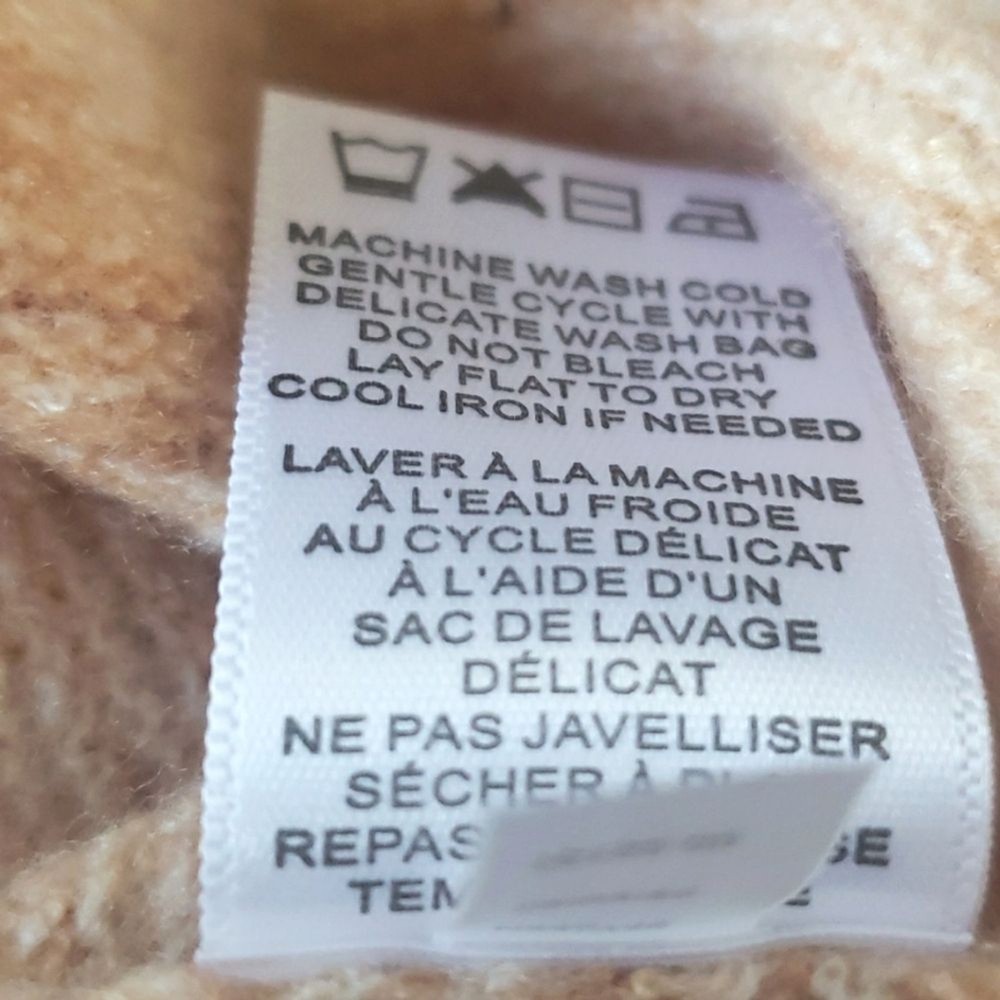 MACHINE WASH COLD
GENTLE CYCLE WITH
DELICATE WASH BAG
DO NOT BLEACH
LAY FLAT TO DRY
COOL IRON IF NEEDED
LAVER À LA MACHINE
À L'EAU FROIDE
AU CYCLE DÉLICAT
À L'AIDE D'UN
SAC DE LAVAGE
DÉLICAT
NE PAS JAVELLISER
SÉCHER À